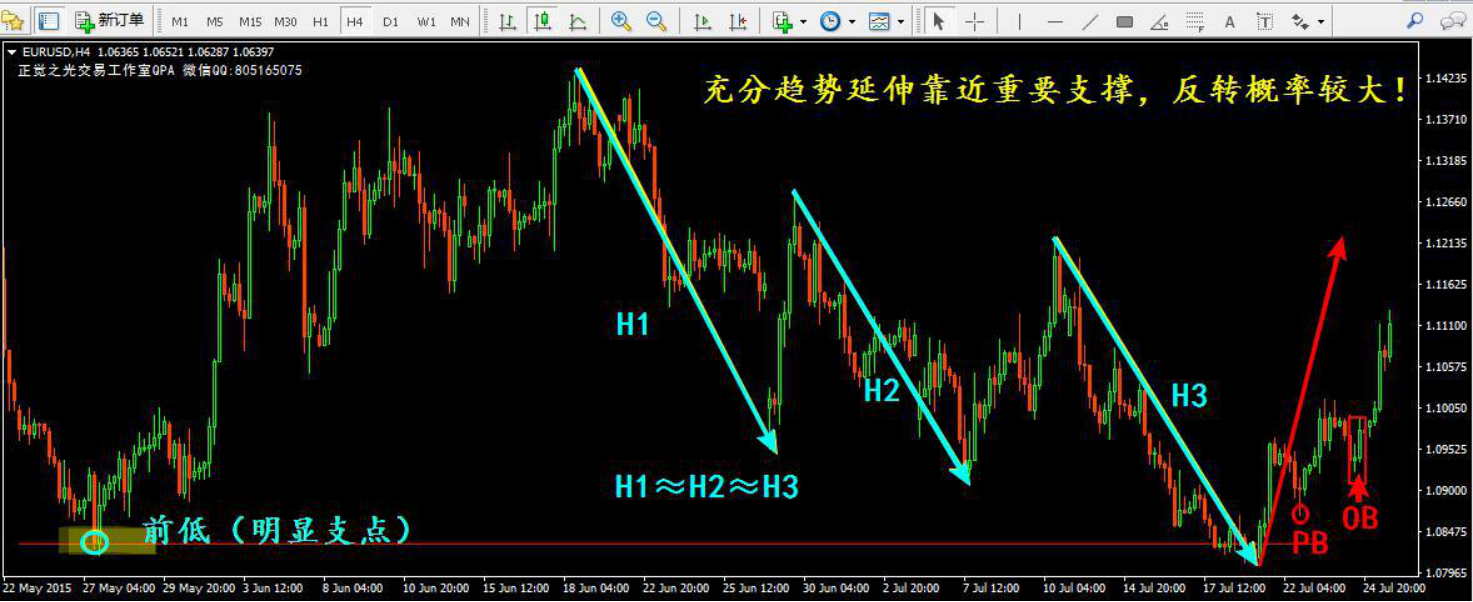 新订单 M1 M5 M15 M30 H1 H4 D1 W1 MN A T
EURUSD,H4 1.06365 1.06521 1.06287 1.06397
正觉之光交易工作室QPA 微信QQ:805165075
充分趋势延伸靠近重要支撑，反转概率较大！
1.14235
1.13710
1.13185
1.12660
1.12135
1.11625
1.11100
1.10575
1.10050
1.09525
1.09000
1.08475
1.07965
H1
H2
H3
H1≈H2≈H3
前低（明显支点）
PB
OB
22 May 2015 27 May 04:00 29 May 20:00 3 Jun 12:00 8 Jun 04:00 10 Jun 20:00 15 Jun 12:00 18 Jun 04:00 22 Jun 20:00 25 Jun 12:00 30 Jun 04:00 2 Jul 20:00 7 Jul 12:00 10 Jul 04:00 14 Jul 20:00 17 Jul 12:00 22 Jul 04:00 24 Jul 20:00